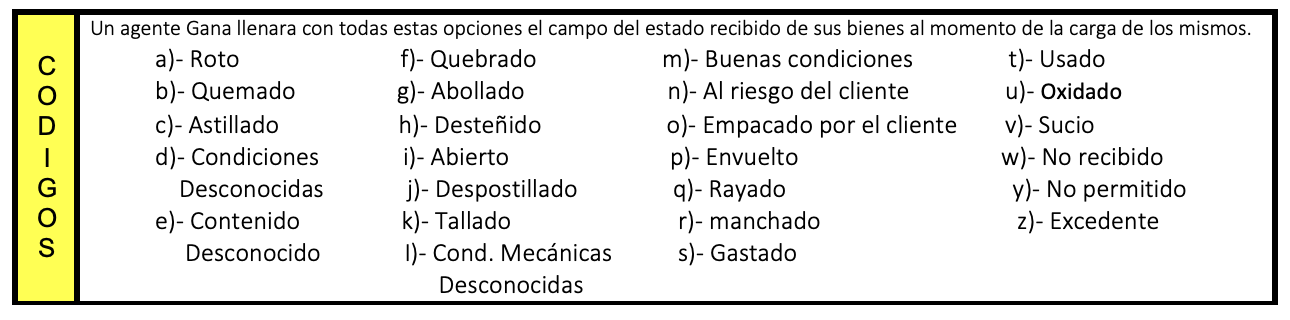 CODIGOS
Un agente Gana llenara con todas estas opciones el campo del estado recibido de sus bienes al momento de la carga de los mismos.
a)- Roto
b)- Quemado
c)- Astillado
d)- Condiciones
Desconocidas
e)- Contenido
Desconocido
f)- Quebrado
g)- Abollado
h)- Desteñido
i)- Abierto
j)- Despostillado
k)- Tallado
l)- Cond. Mecánicas
Desconocidas
m)- Buenas condiciones
n)- Al riesgo del cliente
o)- Empacado por el cliente
p)- Envuelto
q)- Rayado
r)- manchado
s)- Gastado
t)- Usado
u)- Oxidado
v)- Sucio
w)- No recibido
y)- No permitido
z)- Excedente